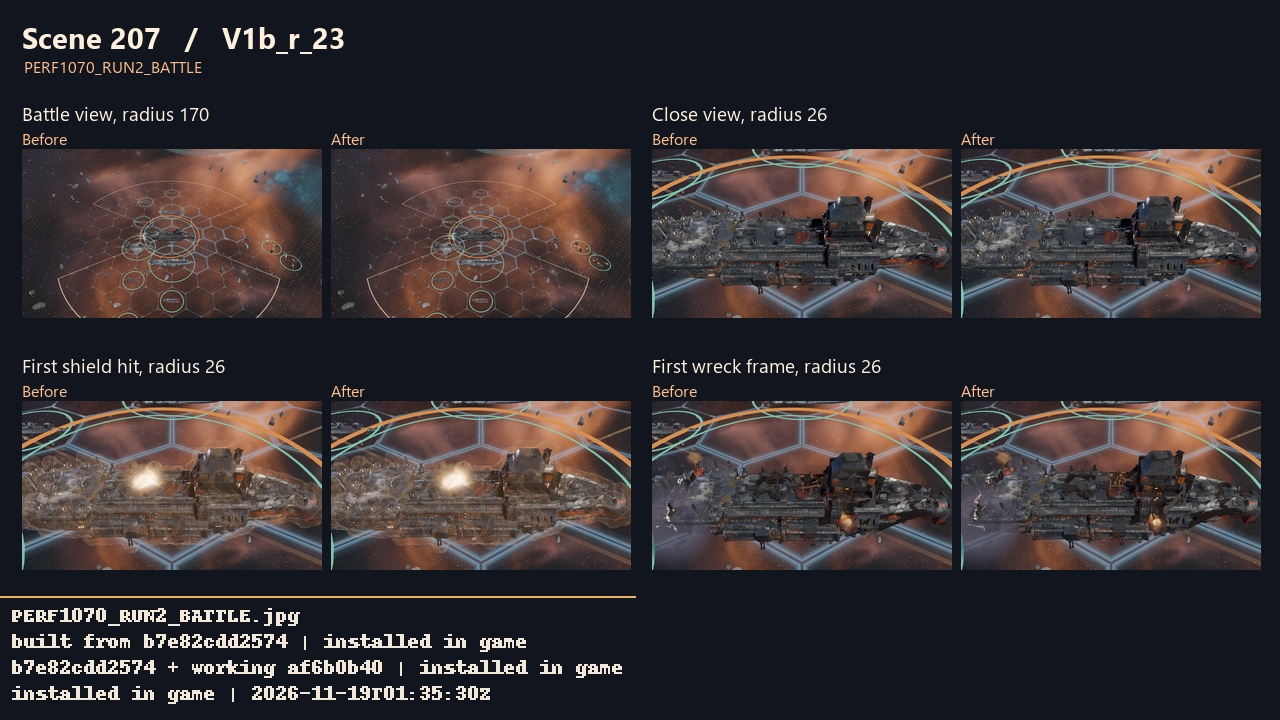 Scene 207 / V1b_r_23
PERF1070_RUN2_BATTLE
Battle view, radius 170
Before After
Close view, radius 26
Before After
First shield hit, radius 26
Before After
First wreck frame, radius 26
Before After
PERF1070_RUN2_BATTLE.jpg
built from b7e82cdd2574 | installed in game
b7e82cdd2574 + working af6b0b40 | installed in game
installed in game | 2026-11-19T01:35:30Z